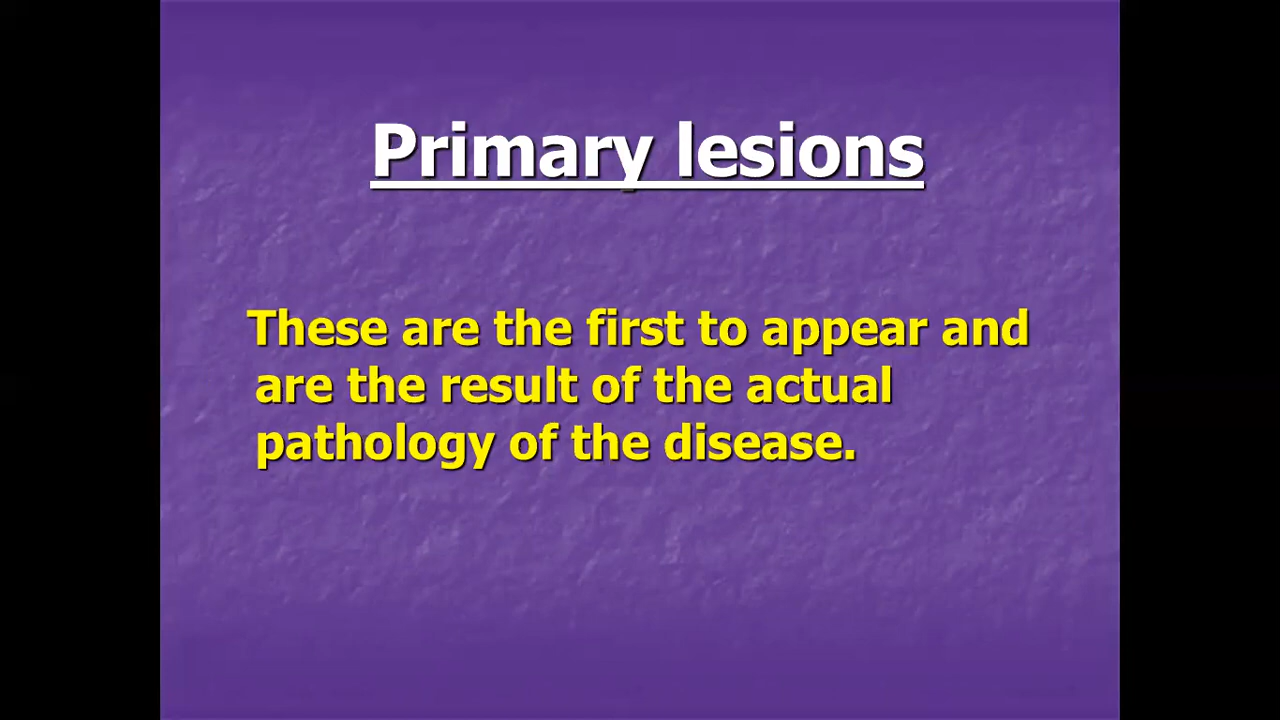 Primary lesions
These are the first to appear and
are the result of the actual
pathology of the disease.